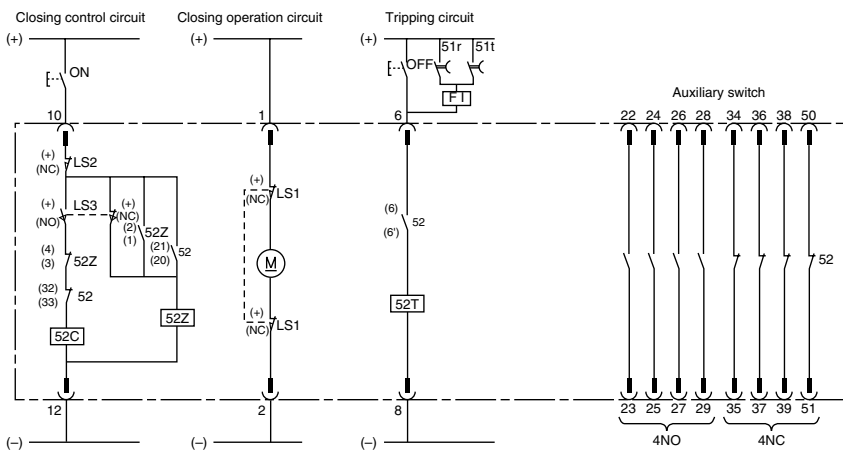 Closing control circuit Closing operation circuit Tripping circuit
(+) (+) (+) 51r 51t
ON OFF
F I
Auxiliary switch
10 1 6 22 24 26 28 34 36 38 50
(+)
(NC) LS2
(+)
(NO) LS3 (+)
(NC)
(2)
(1) 52Z
(21)
(20) 52
(4)
(3) 52Z
(32)
(33) 52
52C 52Z
(+)
(NC) LS1
M
(+)
(NC) LS1
(6)
(6') 52
52T
52
12 2 8 23 25 27 29 35 37 39 51
4NO 4NC
(–) (–) (–)